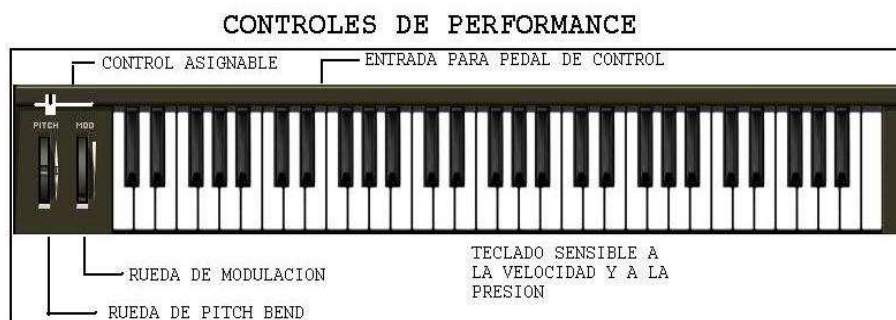 CONTROLES DE PERFORMANCE
CONTROL ASIGNABLE
ENTRADA PARA PEDAL DE CONTROL
PITCH
MOD
TECLADO SENSIBLE A
LA VELOCIDAD Y A LA
PRESION
RUEDA DE MODULACION
RUEDA DE PITCH BEND